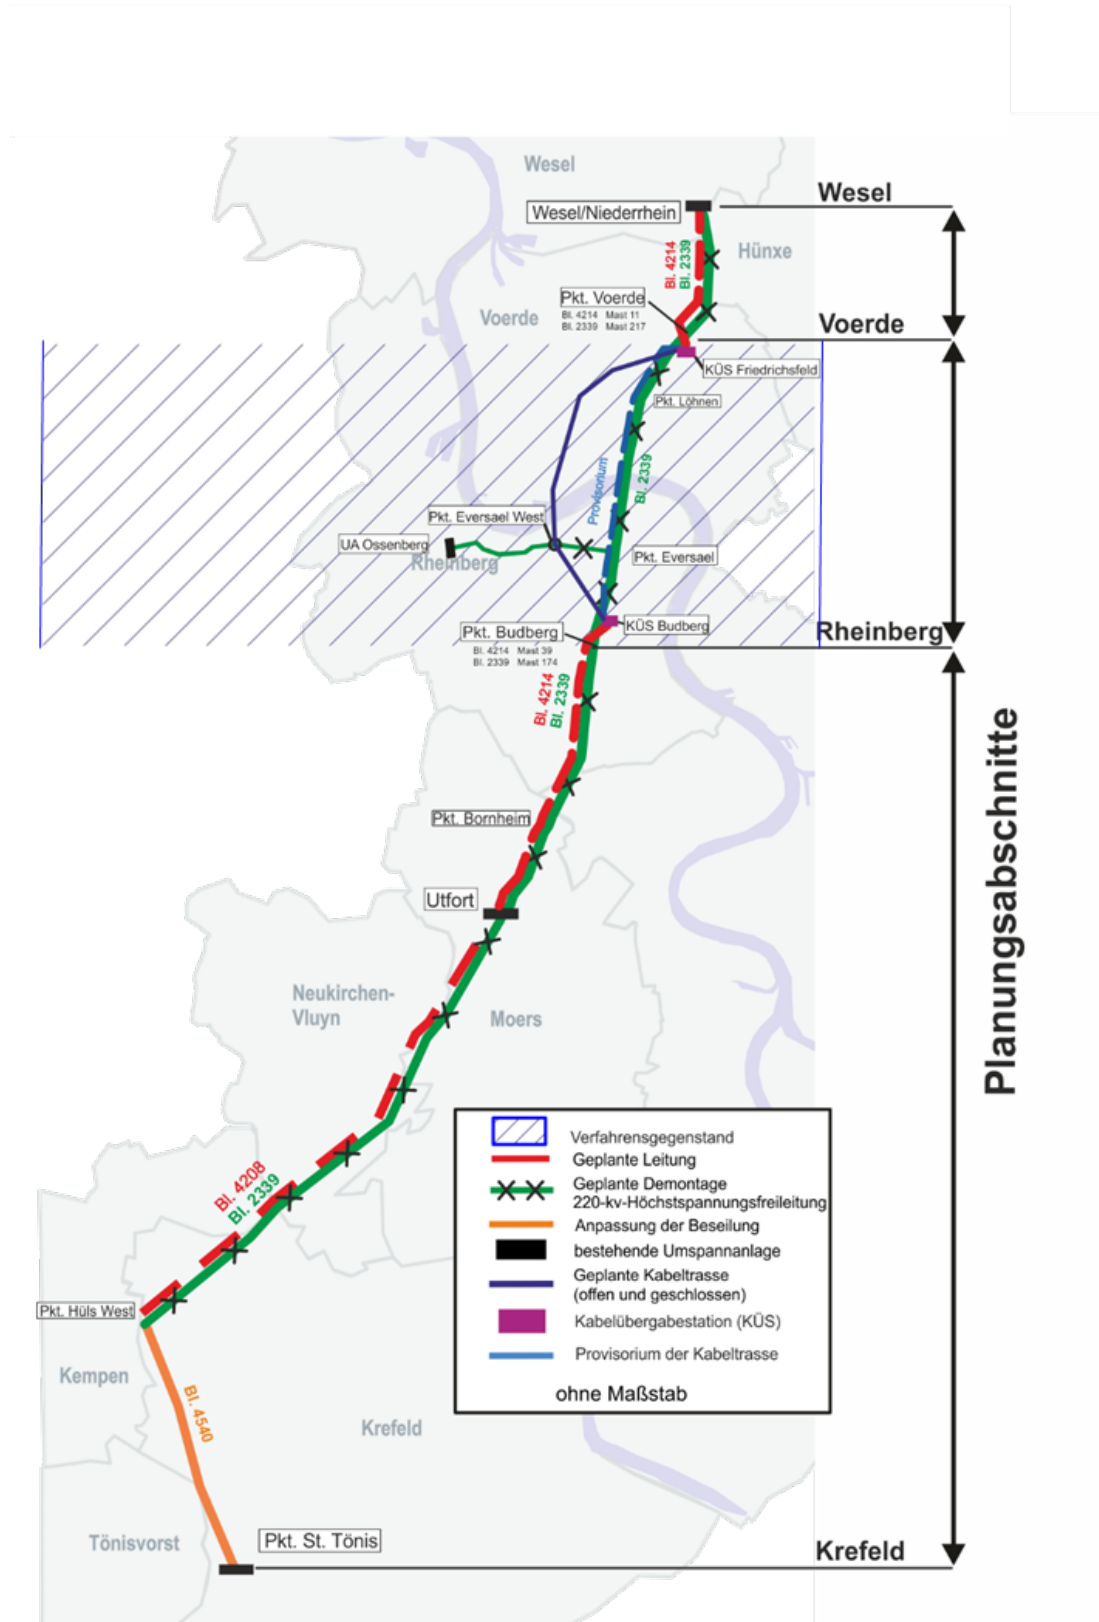 Wesel
Wesel
Wesel/Niederrhein
Hünxe
Bl. 4214
Bl. 2339
Pkt. Voerde
Bl. 4214 Mast 11
Bl. 2339 Mast 217
Voerde
Voerde
KÜS Friedrichsfeld
Pkt. Löhnen
Bl. 2339
Provisorium
Pkt. Eversael West
UA Ossenberg
Rheinberg
Pkt. Eversael
KÜS Budberg
Pkt. Budberg
Bl. 4214 Mast 39
Bl. 2339 Mast 174
Rheinberg
Bl. 4214
Bl. 2339
Planungsabschnitte
Pkt. Bornheim
Utfort
Neukirchen-
Vluyn
Moers
Bl. 4208
Bl. 2339
Pkt. Hüls West
Kempen
Bl. 4540
Krefeld
Tönisvorst
Pkt. St. Tönis
Krefeld
Verfahrensgegenstand
Geplante Leitung
Geplante Demontage
220-kv-Höchstspannungsfreileitung
Anpassung der Beseilung
bestehende Umspannanlage
Geplante Kabeltrasse
(offen und geschlossen)
Kabelübergabestation (KÜS)
Provisorium der Kabeltrasse
ohne Maßstab